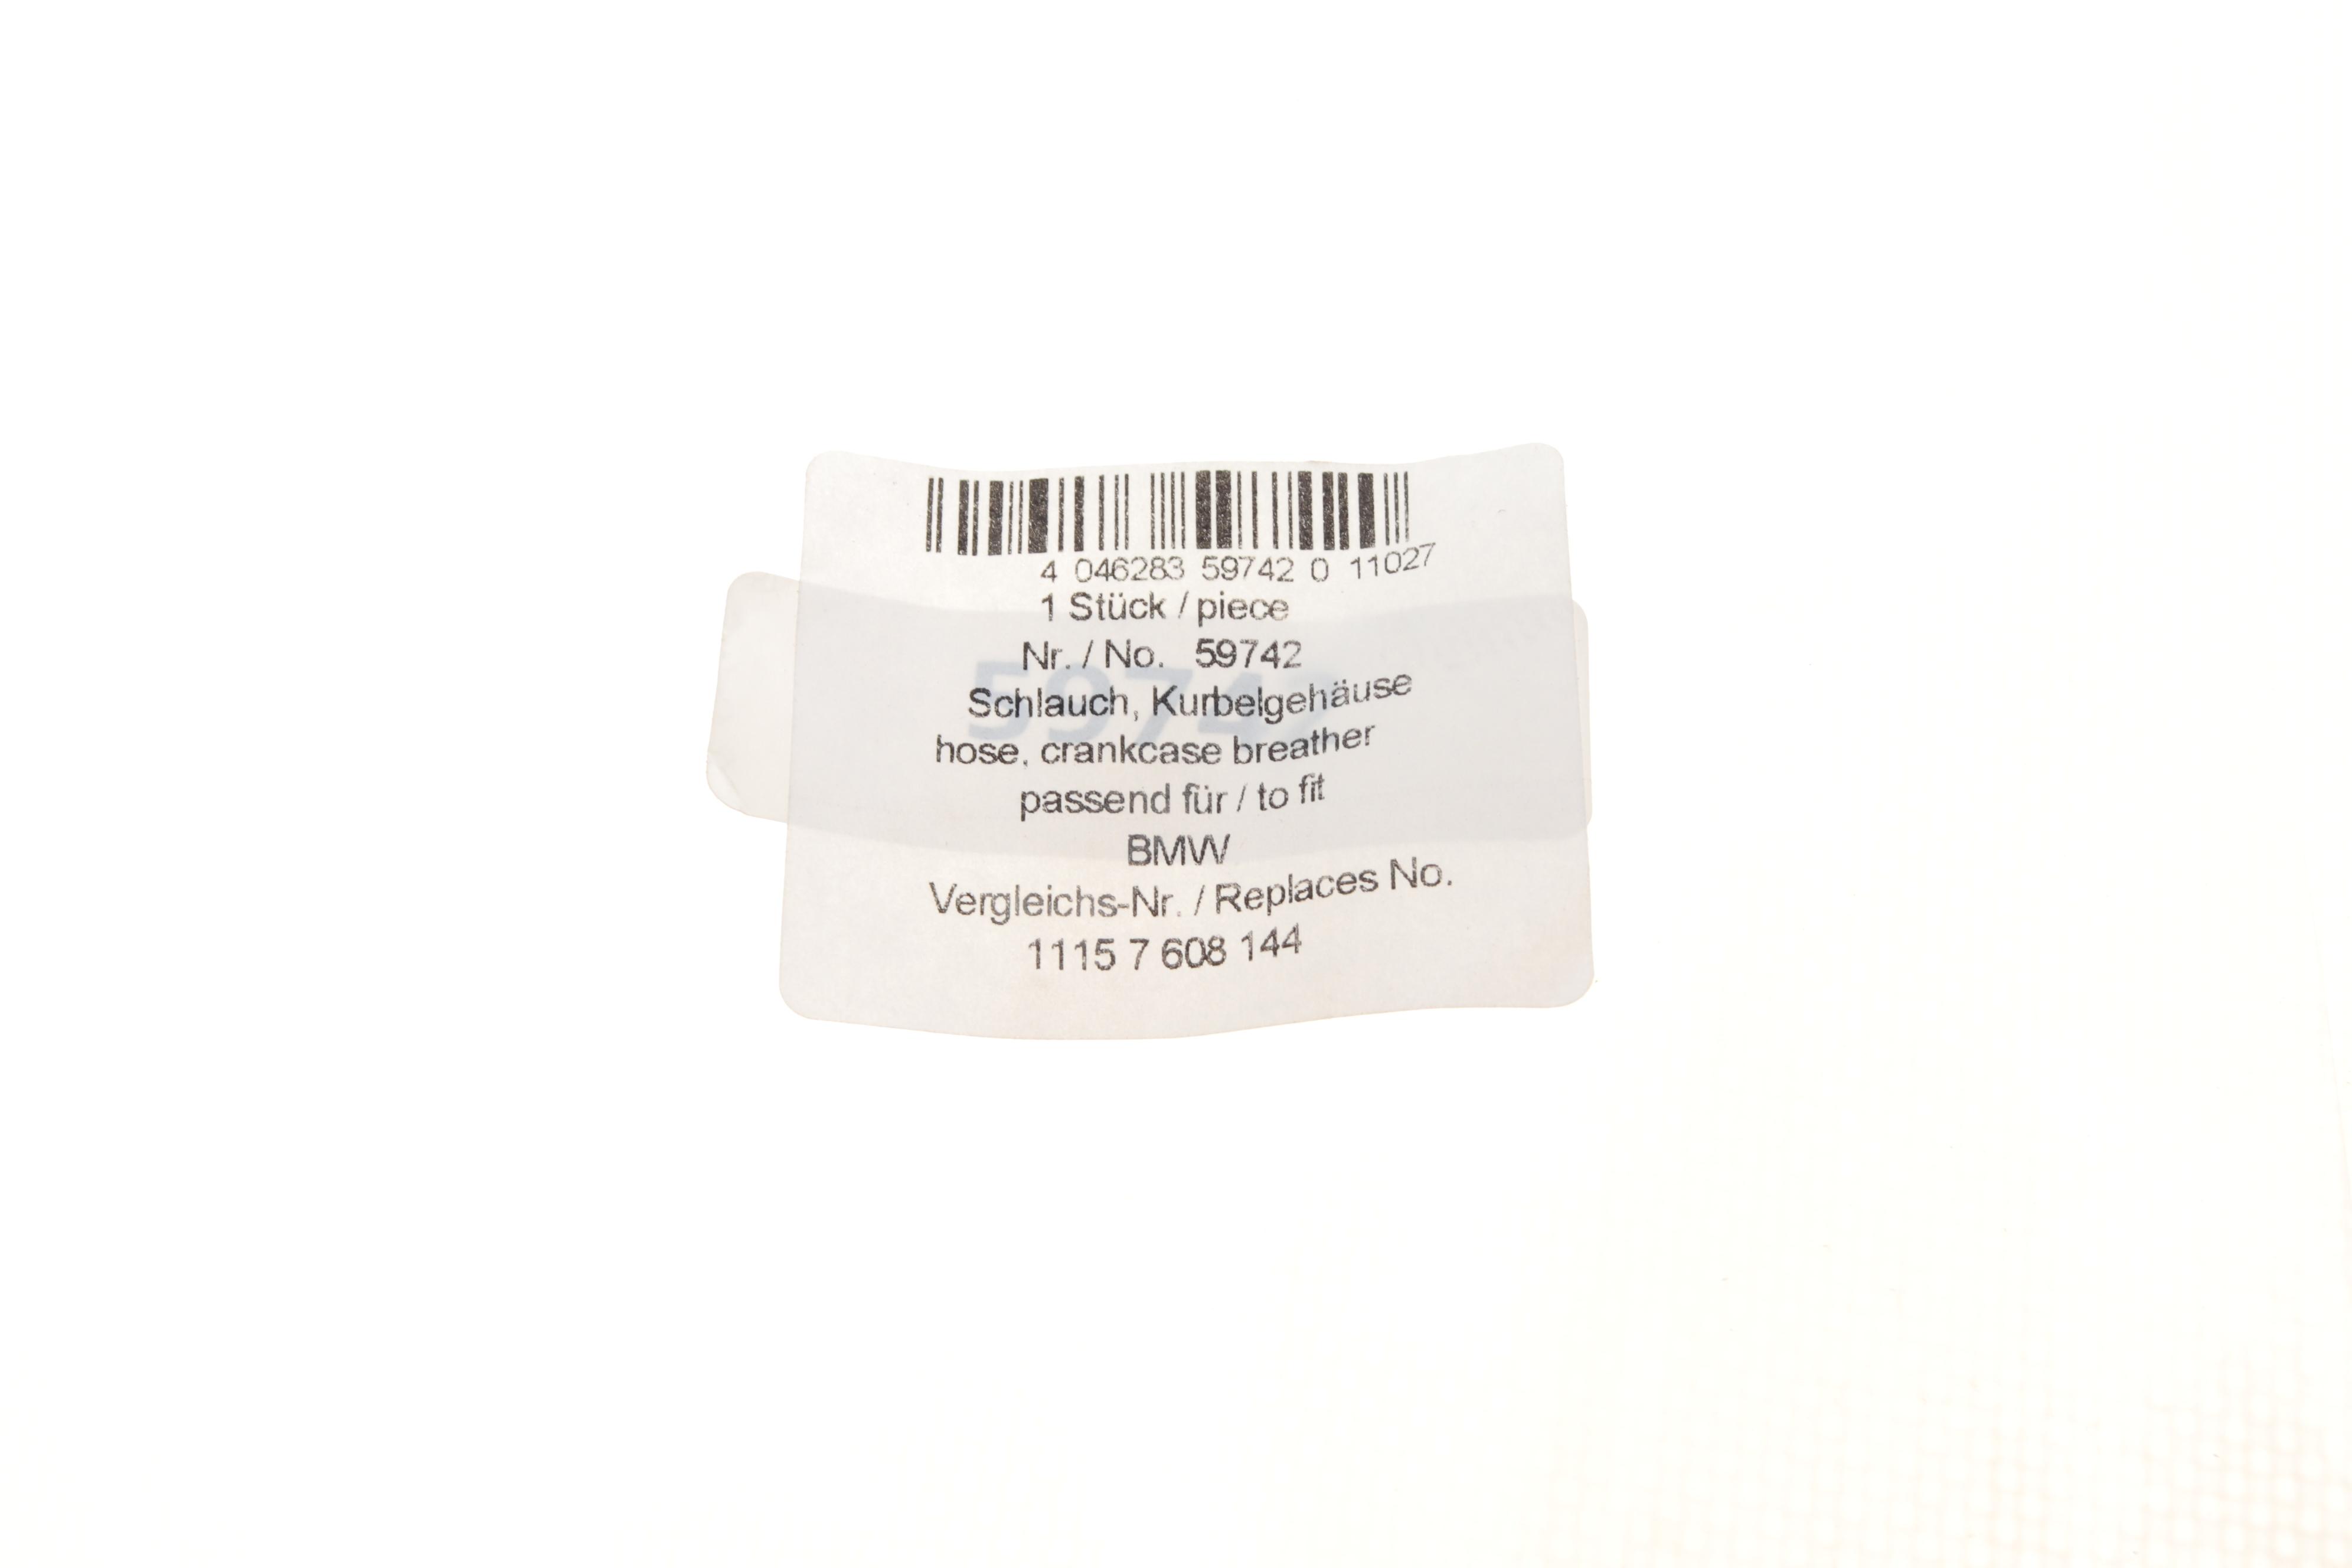 4 046283 59742 0 11027
1 Stück / piece
Nr. / No. 59742
59742
Schlauch, Kurbelgehäuse
hose, crankcase breather
passend für / to fit
BMW
Vergleichs-Nr. / Replaces No.
1115 7 608 144